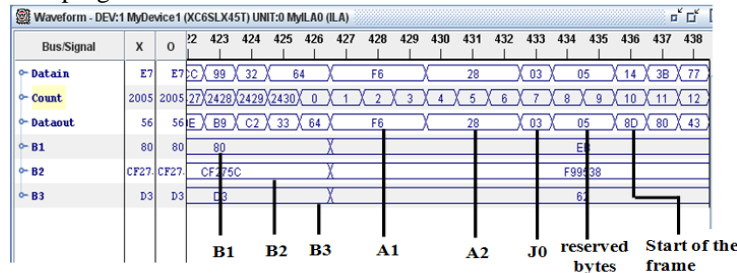 Waveform - DEV:1 MyDevice1 (XC6SLX45T) UNIT:0 MyILA0 (ILA)
Bus/Signal X O 22 423 424 425 426 427 428 429 430 431 432 433 434 435 436 437 438
Datain E7 E7 CC 99 32 64 F6 28 03 05 14 3B 77
Count 2005 2005 27 2428 2429 2430 0 1 2 3 4 5 6 7 8 9 10 11 12
Dataout 56 56 E B9 C2 33 64 F6 28 03 05 8D 80 43
B1 80 80 80
B2 CF27. CF27. CF275C
B3 D3 D3 D3
B1 B2 B3 A1 A2 J0 reserved bytes Start of the frame